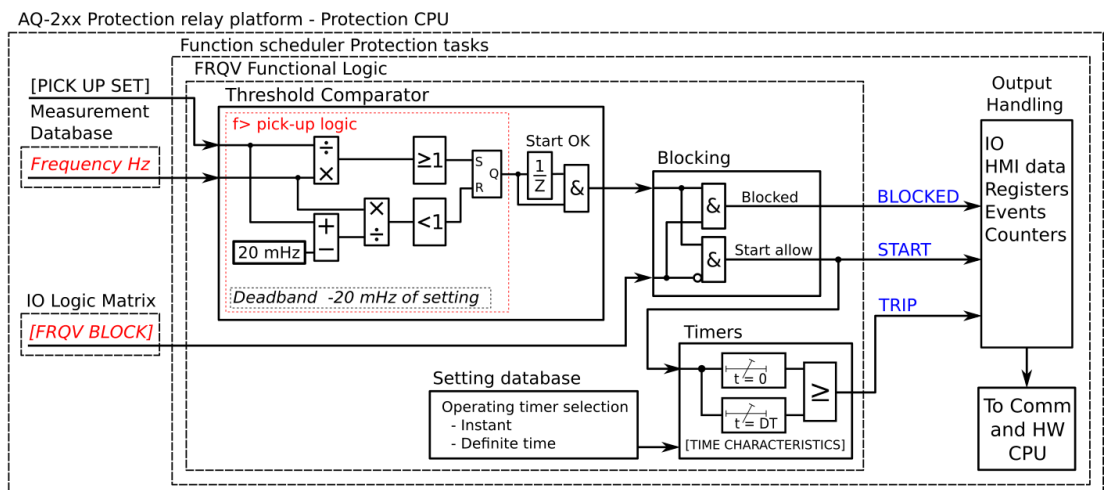 AQ-2xx Protection relay platform - Protection CPU
Function scheduler Protection tasks
FRQV Functional Logic
[PICK UP SET]
Measurement
Database
Frequency Hz
Threshold Comparator
f> pick-up logic
÷
×
≥1
S
Q
R
Start OK
1
Z
&
+
−
×
÷
<1
20 mHz
Deadband -20 mHz of setting
IO Logic Matrix
[FRQV BLOCK]
Blocking
&
Blocked
&
Start allow
BLOCKED
START
TRIP
Output
Handling
IO
HMI data
Registers
Events
Counters
Timers
t = 0
t = DT
≥
[TIME CHARACTERISTICS]
Setting database
Operating timer selection
- Instant
- Definite time
To Comm
and HW
CPU